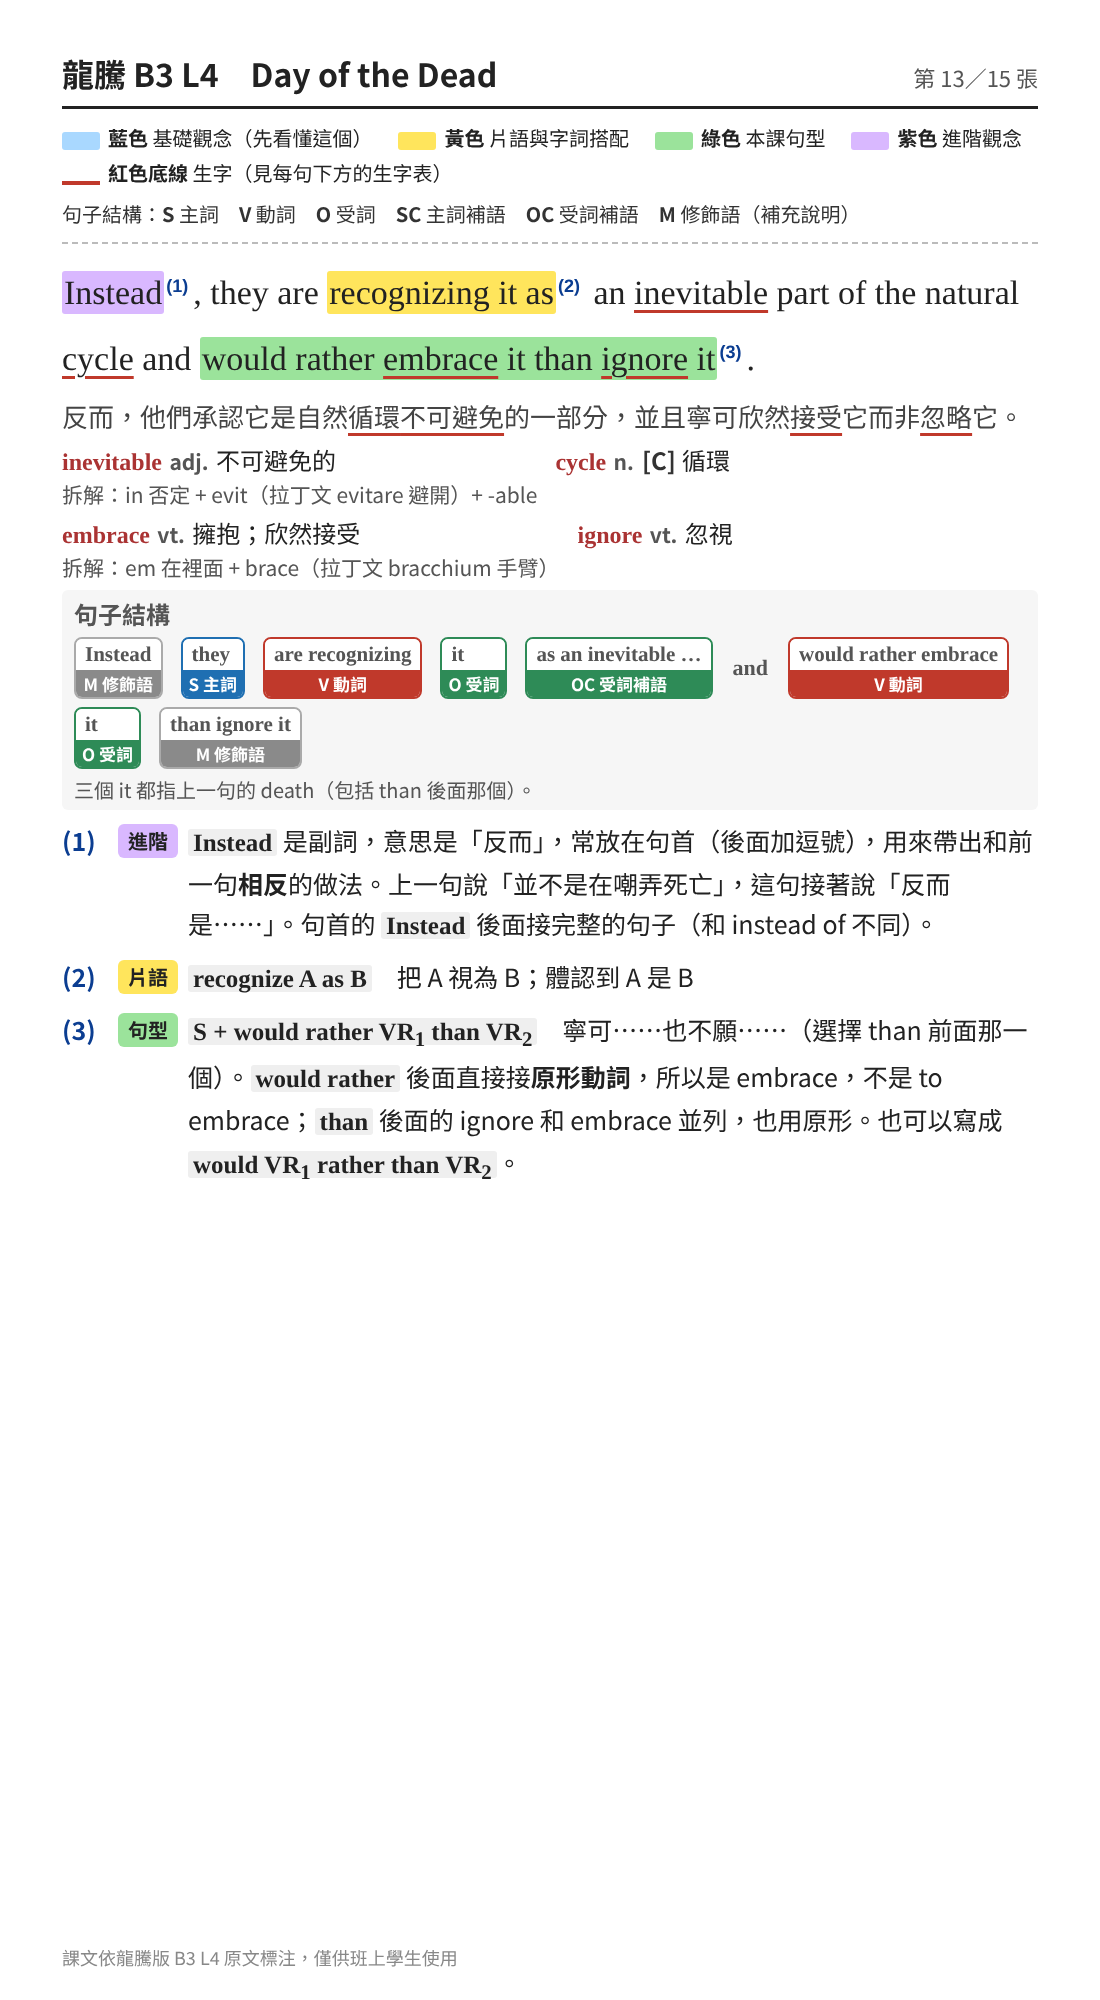 龍騰 B3 L4　Day of the Dead
第 13／15 張
藍色 基礎觀念（先看懂這個）　黃色 片語與字詞搭配　綠色 本課句型　紫色 進階觀念
紅色底線 生字（見每句下方的生字表）
句子結構：S 主詞　V 動詞　O 受詞　SC 主詞補語　OC 受詞補語　M 修飾語（補充說明）
Instead(1), they are recognizing it as(2) an inevitable part of the natural
cycle and would rather embrace it than ignore it(3).
反而，他們承認它是自然循環不可避免的一部分，並且寧可欣然接受它而非忽略它。
inevitable adj. 不可避免的　cycle n. [C] 循環
拆解：in 否定 + evit（拉丁文 evitare 避開）+ -able
embrace vt. 擁抱；欣然接受　ignore vt. 忽視
拆解：em 在裡面 + brace（拉丁文 bracchium 手臂）
句子結構
Instead　they　are recognizing　it　as an inevitable …　and　would rather embrace
M 修飾語　S 主詞　V 動詞　O 受詞　OC 受詞補語　V 動詞
it　than ignore it
O 受詞　M 修飾語
三個 it 都指上一句的 death（包括 than 後面那個）。
(1) 進階 Instead 是副詞，意思是「反而」，常放在句首（後面加逗號），用來帶出和前
一句相反的做法。上一句說「並不是在嘲弄死亡」，這句接著說「反而
是……」。句首的 Instead 後面接完整的句子（和 instead of 不同）。
(2) 片語 recognize A as B　把 A 視為 B；體認到 A 是 B
(3) 句型 S + would rather VR1 than VR2　寧可……也不願……（選擇 than 前面那一
個）。would rather 後面直接接原形動詞，所以是 embrace，不是 to
embrace；than 後面的 ignore 和 embrace 並列，也用原形。也可以寫成
would VR1 rather than VR2。
課文依龍騰版 B3 L4 原文標注，僅供班上學生使用